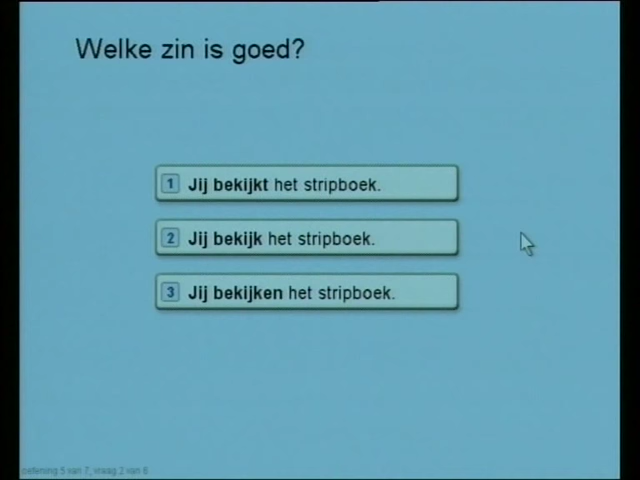 Welke zin is goed?
1 Jij bekijkt het stripboek.
2 Jij bekijk het stripboek.
3 Jij bekijken het stripboek.
oefening 5 van 7, vraag 2 van 6